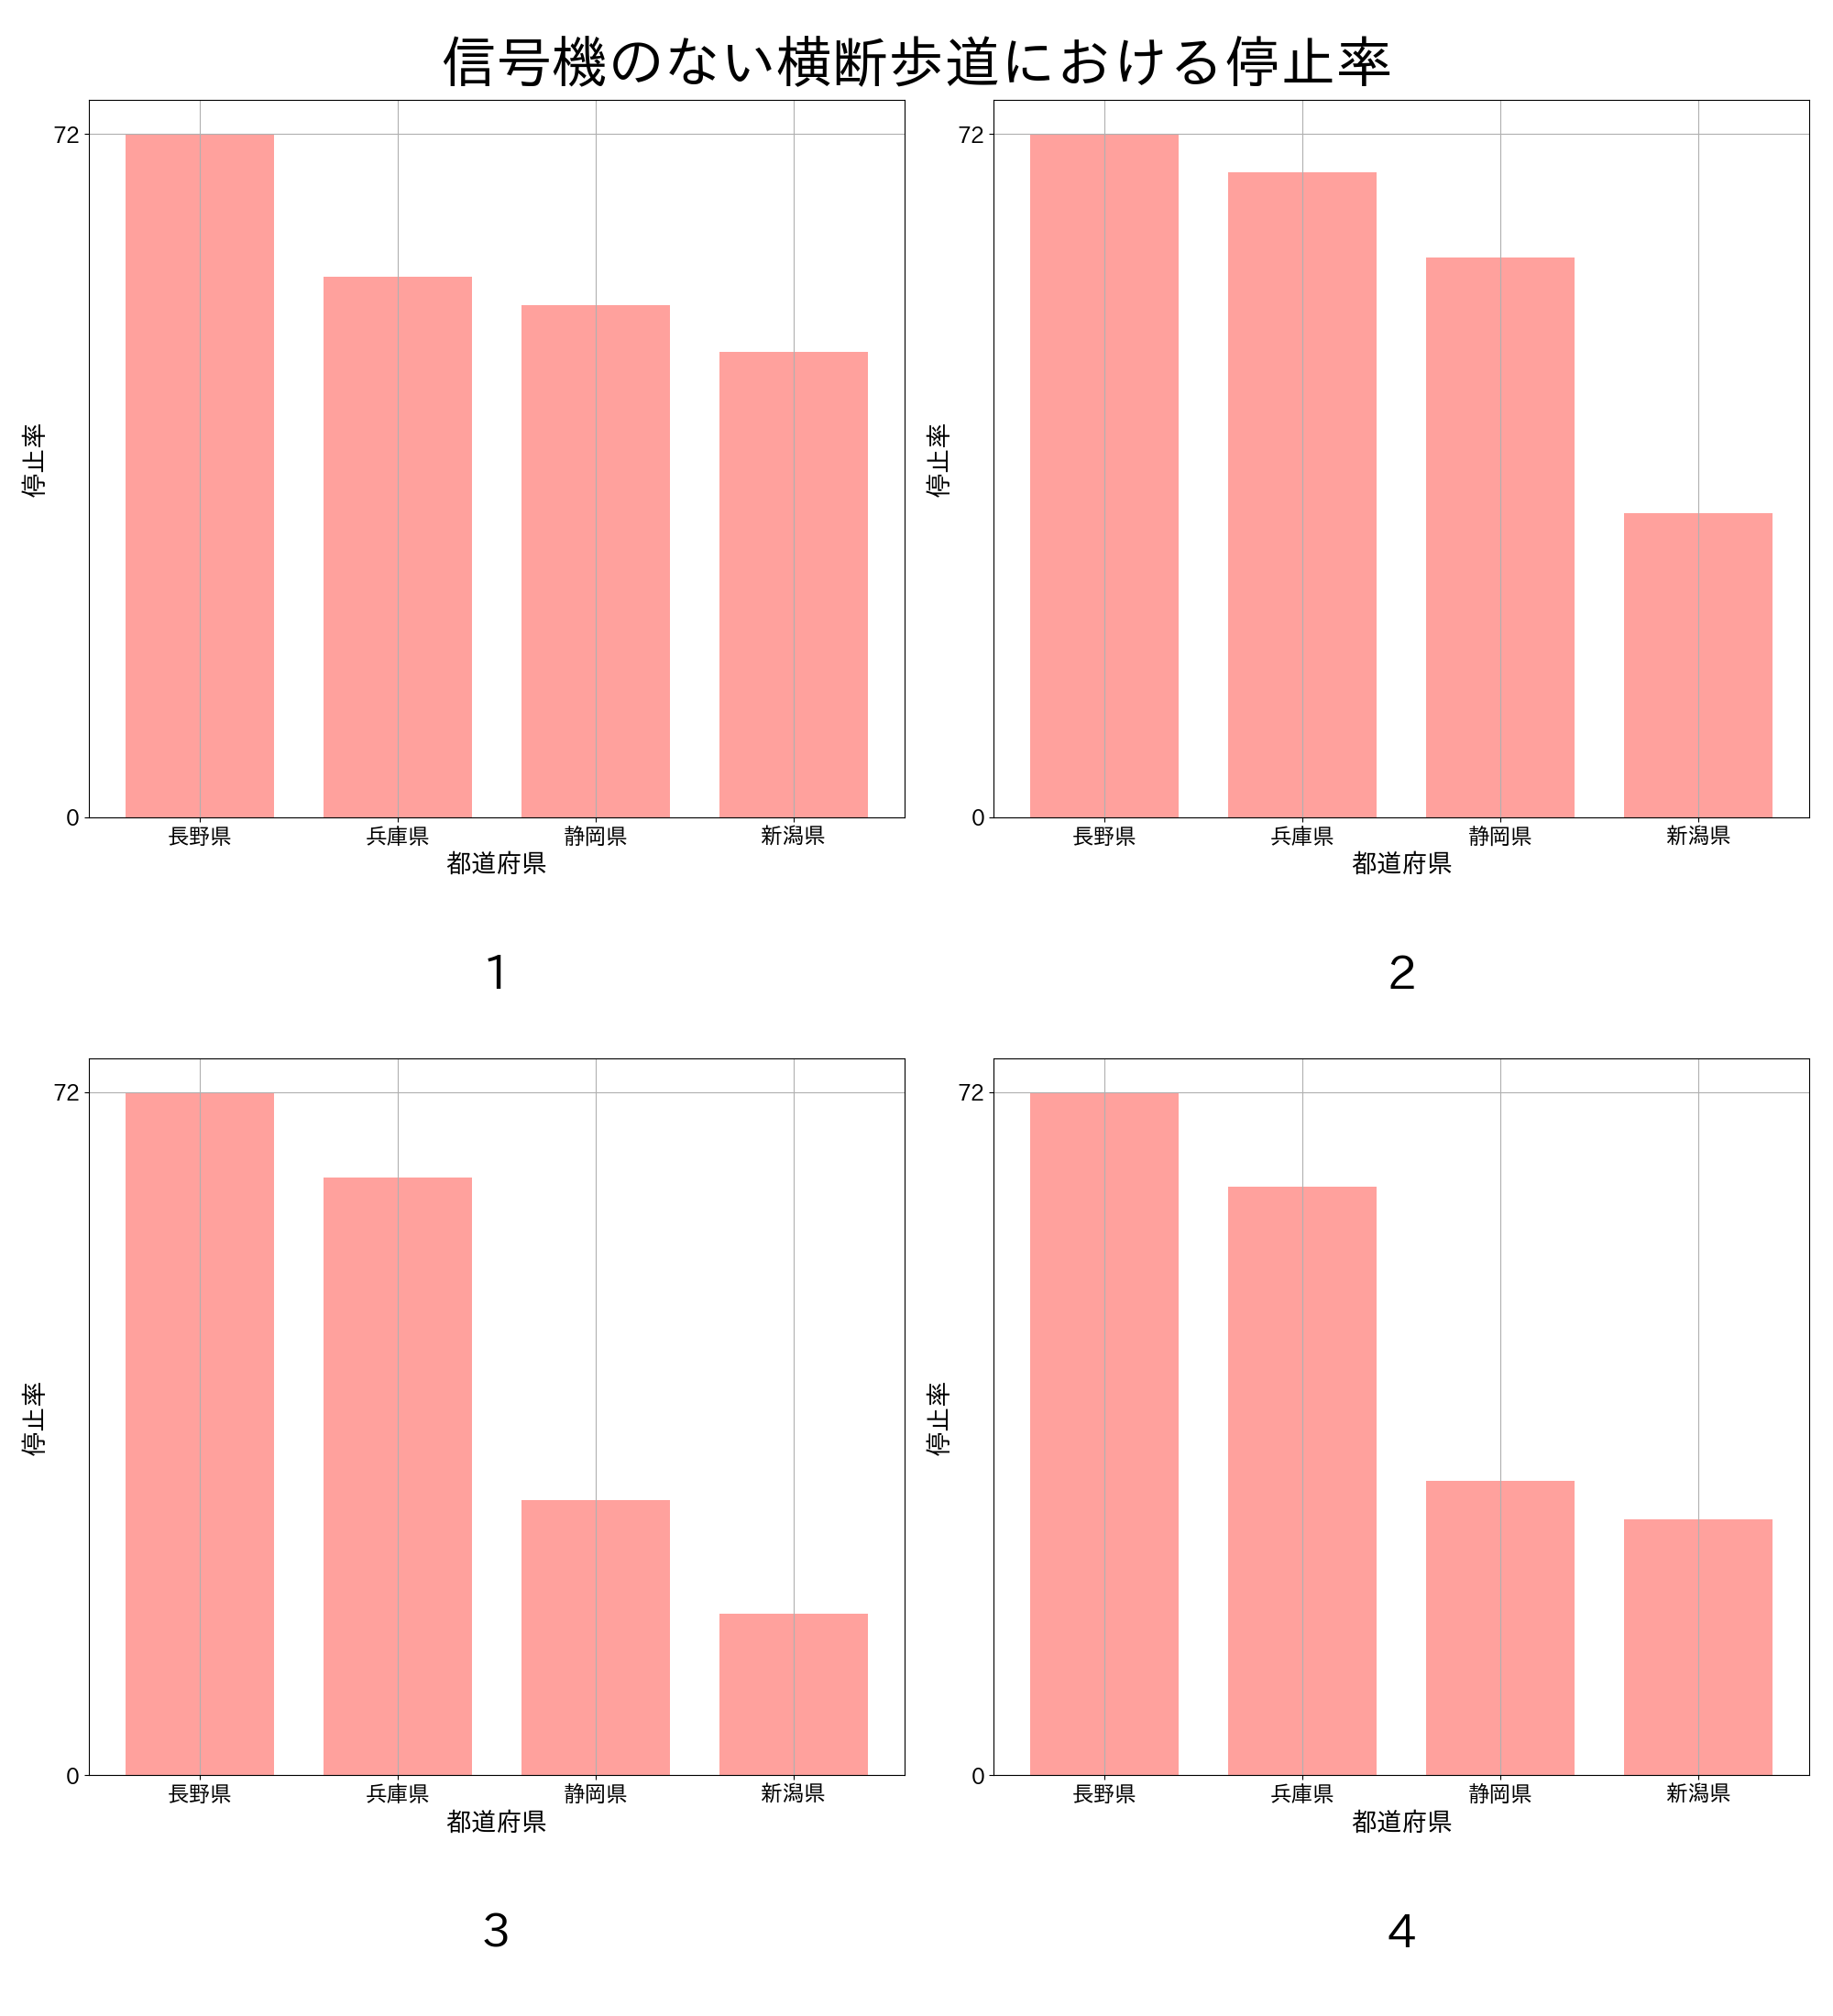 信号機のない横断歩道における停止率
72
0
停止率
長野県 兵庫県 静岡県 新潟県
都道府県
1
72
0
停止率
長野県 兵庫県 静岡県 新潟県
都道府県
2
72
0
停止率
長野県 兵庫県 静岡県 新潟県
都道府県
3
72
0
停止率
長野県 兵庫県 静岡県 新潟県
都道府県
4